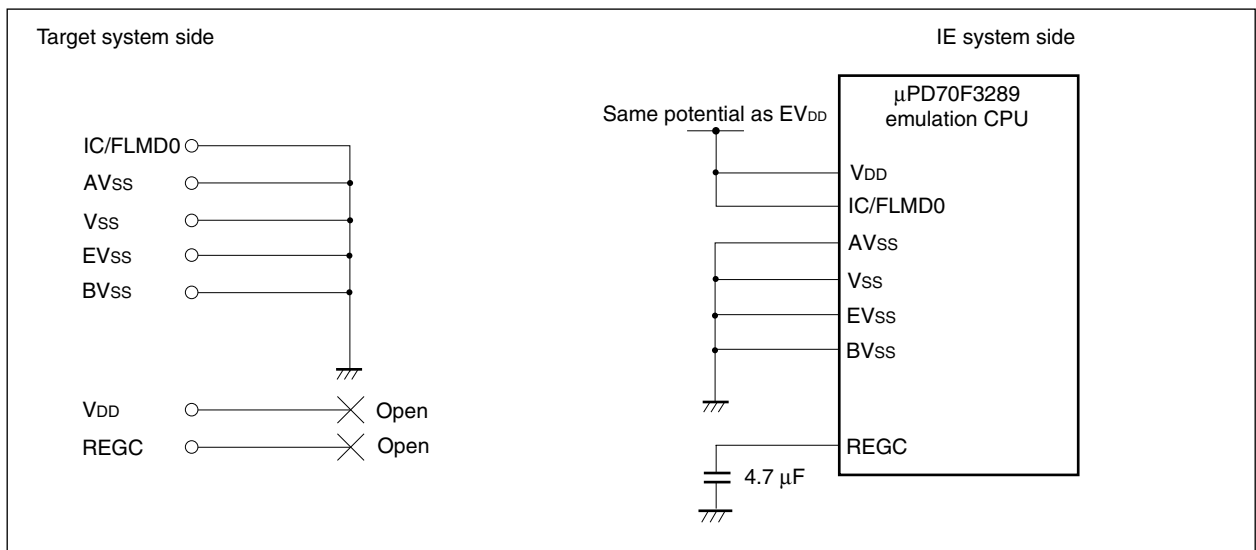 Target system side
IE system side
μPD70F3289
emulation CPU
Same potential as EVDD
IC/FLMD0
AVss
Vss
EVss
BVss
VDD
Open
REGC
Open
VDD
IC/FLMD0
AVss
Vss
EVss
BVss
REGC
4.7 μF